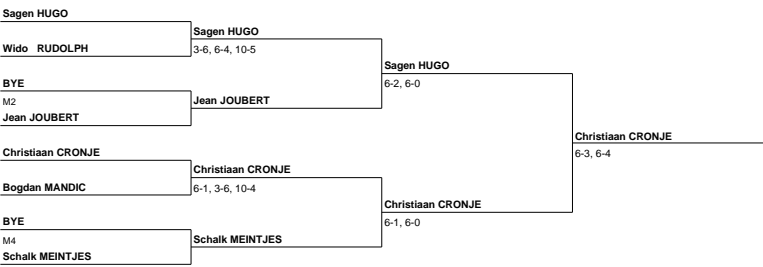 Sagen HUGO
Sagen HUGO
Wido RUDOLPH
3-6, 6-4, 10-5
Sagen HUGO
BYE
6-2, 6-0
M2
Jean JOUBERT
Jean JOUBERT
Christiaan CRONJE
Christiaan CRONJE
6-3, 6-4
Christiaan CRONJE
Bogdan MANDIC
6-1, 3-6, 10-4
Christiaan CRONJE
BYE
6-1, 6-0
M4
Schalk MEINTJES
Schalk MEINTJES